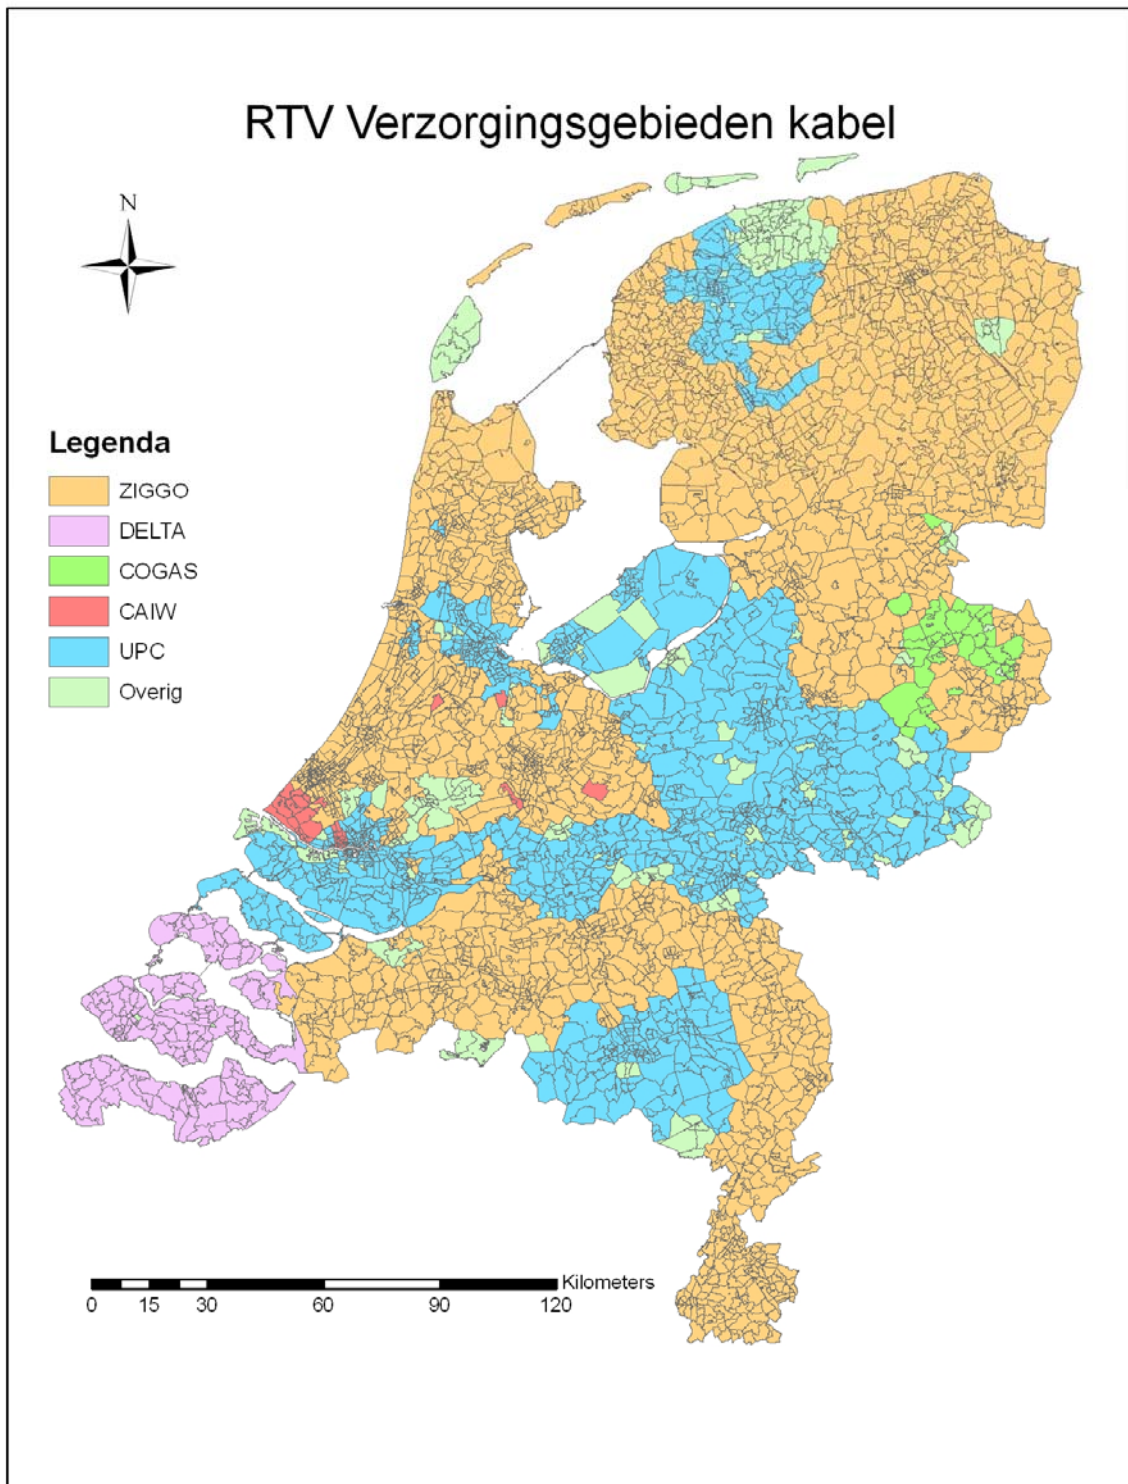 RTV Verzorgingsgebieden kabel
N
Legenda
ZIGGO
DELTA
COGAS
CAIW
UPC
Overig
Kilometers
0 15 30 60 90 120